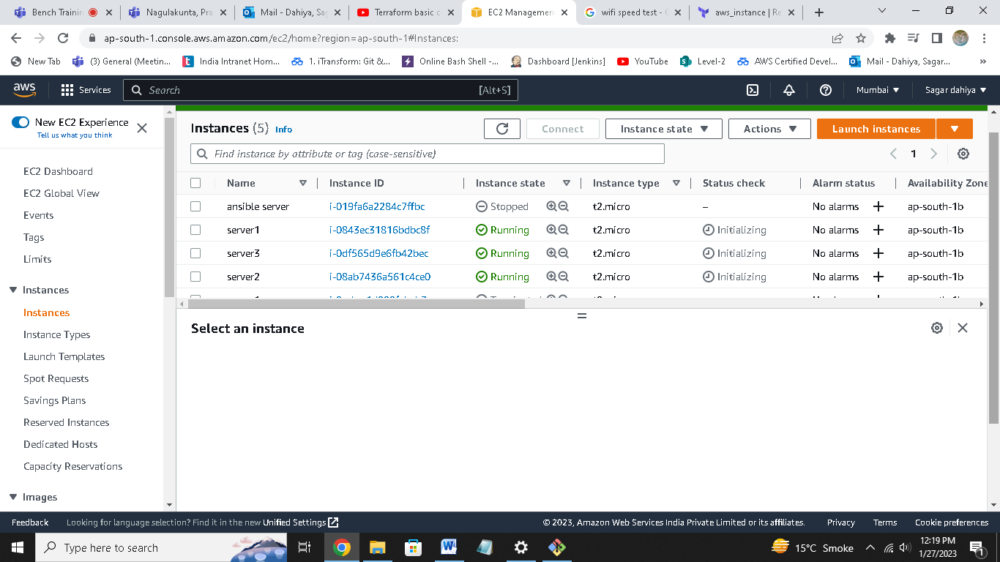 Bench Trainin
Nagulakunta, Pra
Mail - Dahiya, Sag
Terraform basic c
EC2 Managemen
wifi speed test - G
aws_instance | Re
ap-south-1.console.aws.amazon.com/ec2/home?region=ap-south-1#Instances:
New Tab
(3) General (Meetin...
India Intranet Hom...
1. iTransform: Git &...
Online Bash Shell -...
Dashboard [Jenkins]
YouTube
Level-2
AWS Certified Devel...
Mail - Dahiya, Sagar...
»
aws
Services
Search
[Alt+S]
Mumbai
Sagar dahiya
New EC2 Experience
Tell us what you think
EC2 Dashboard
EC2 Global View
Events
Tags
Limits
Instances
Instances
Instance Types
Launch Templates
Spot Requests
Savings Plans
Reserved Instances
Dedicated Hosts
Capacity Reservations
Images
Instances (5) Info
Connect
Instance state
Actions
Launch instances
Find instance by attribute or tag (case-sensitive)
1
Name Instance ID Instance state Instance type Status check Alarm status Availability Zone
ansible server i-019fa6a2284c7ffbc Stopped t2.micro – No alarms + ap-south-1b
server1 i-0843ec31816bdbc8f Running t2.micro Initializing No alarms + ap-south-1b
server3 i-0df565d9e6fb42bec Running t2.micro Initializing No alarms + ap-south-1b
server2 i-08ab7436a561c4ce0 Running t2.micro Initializing No alarms + ap-south-1b
Select an instance
Feedback
Looking for language selection? Find it in the new Unified Settings
© 2023, Amazon Web Services India Private Limited or its affiliates.
Privacy
Terms
Cookie preferences
Type here to search
15°C Smoke
12:19 PM
1/27/2023
1